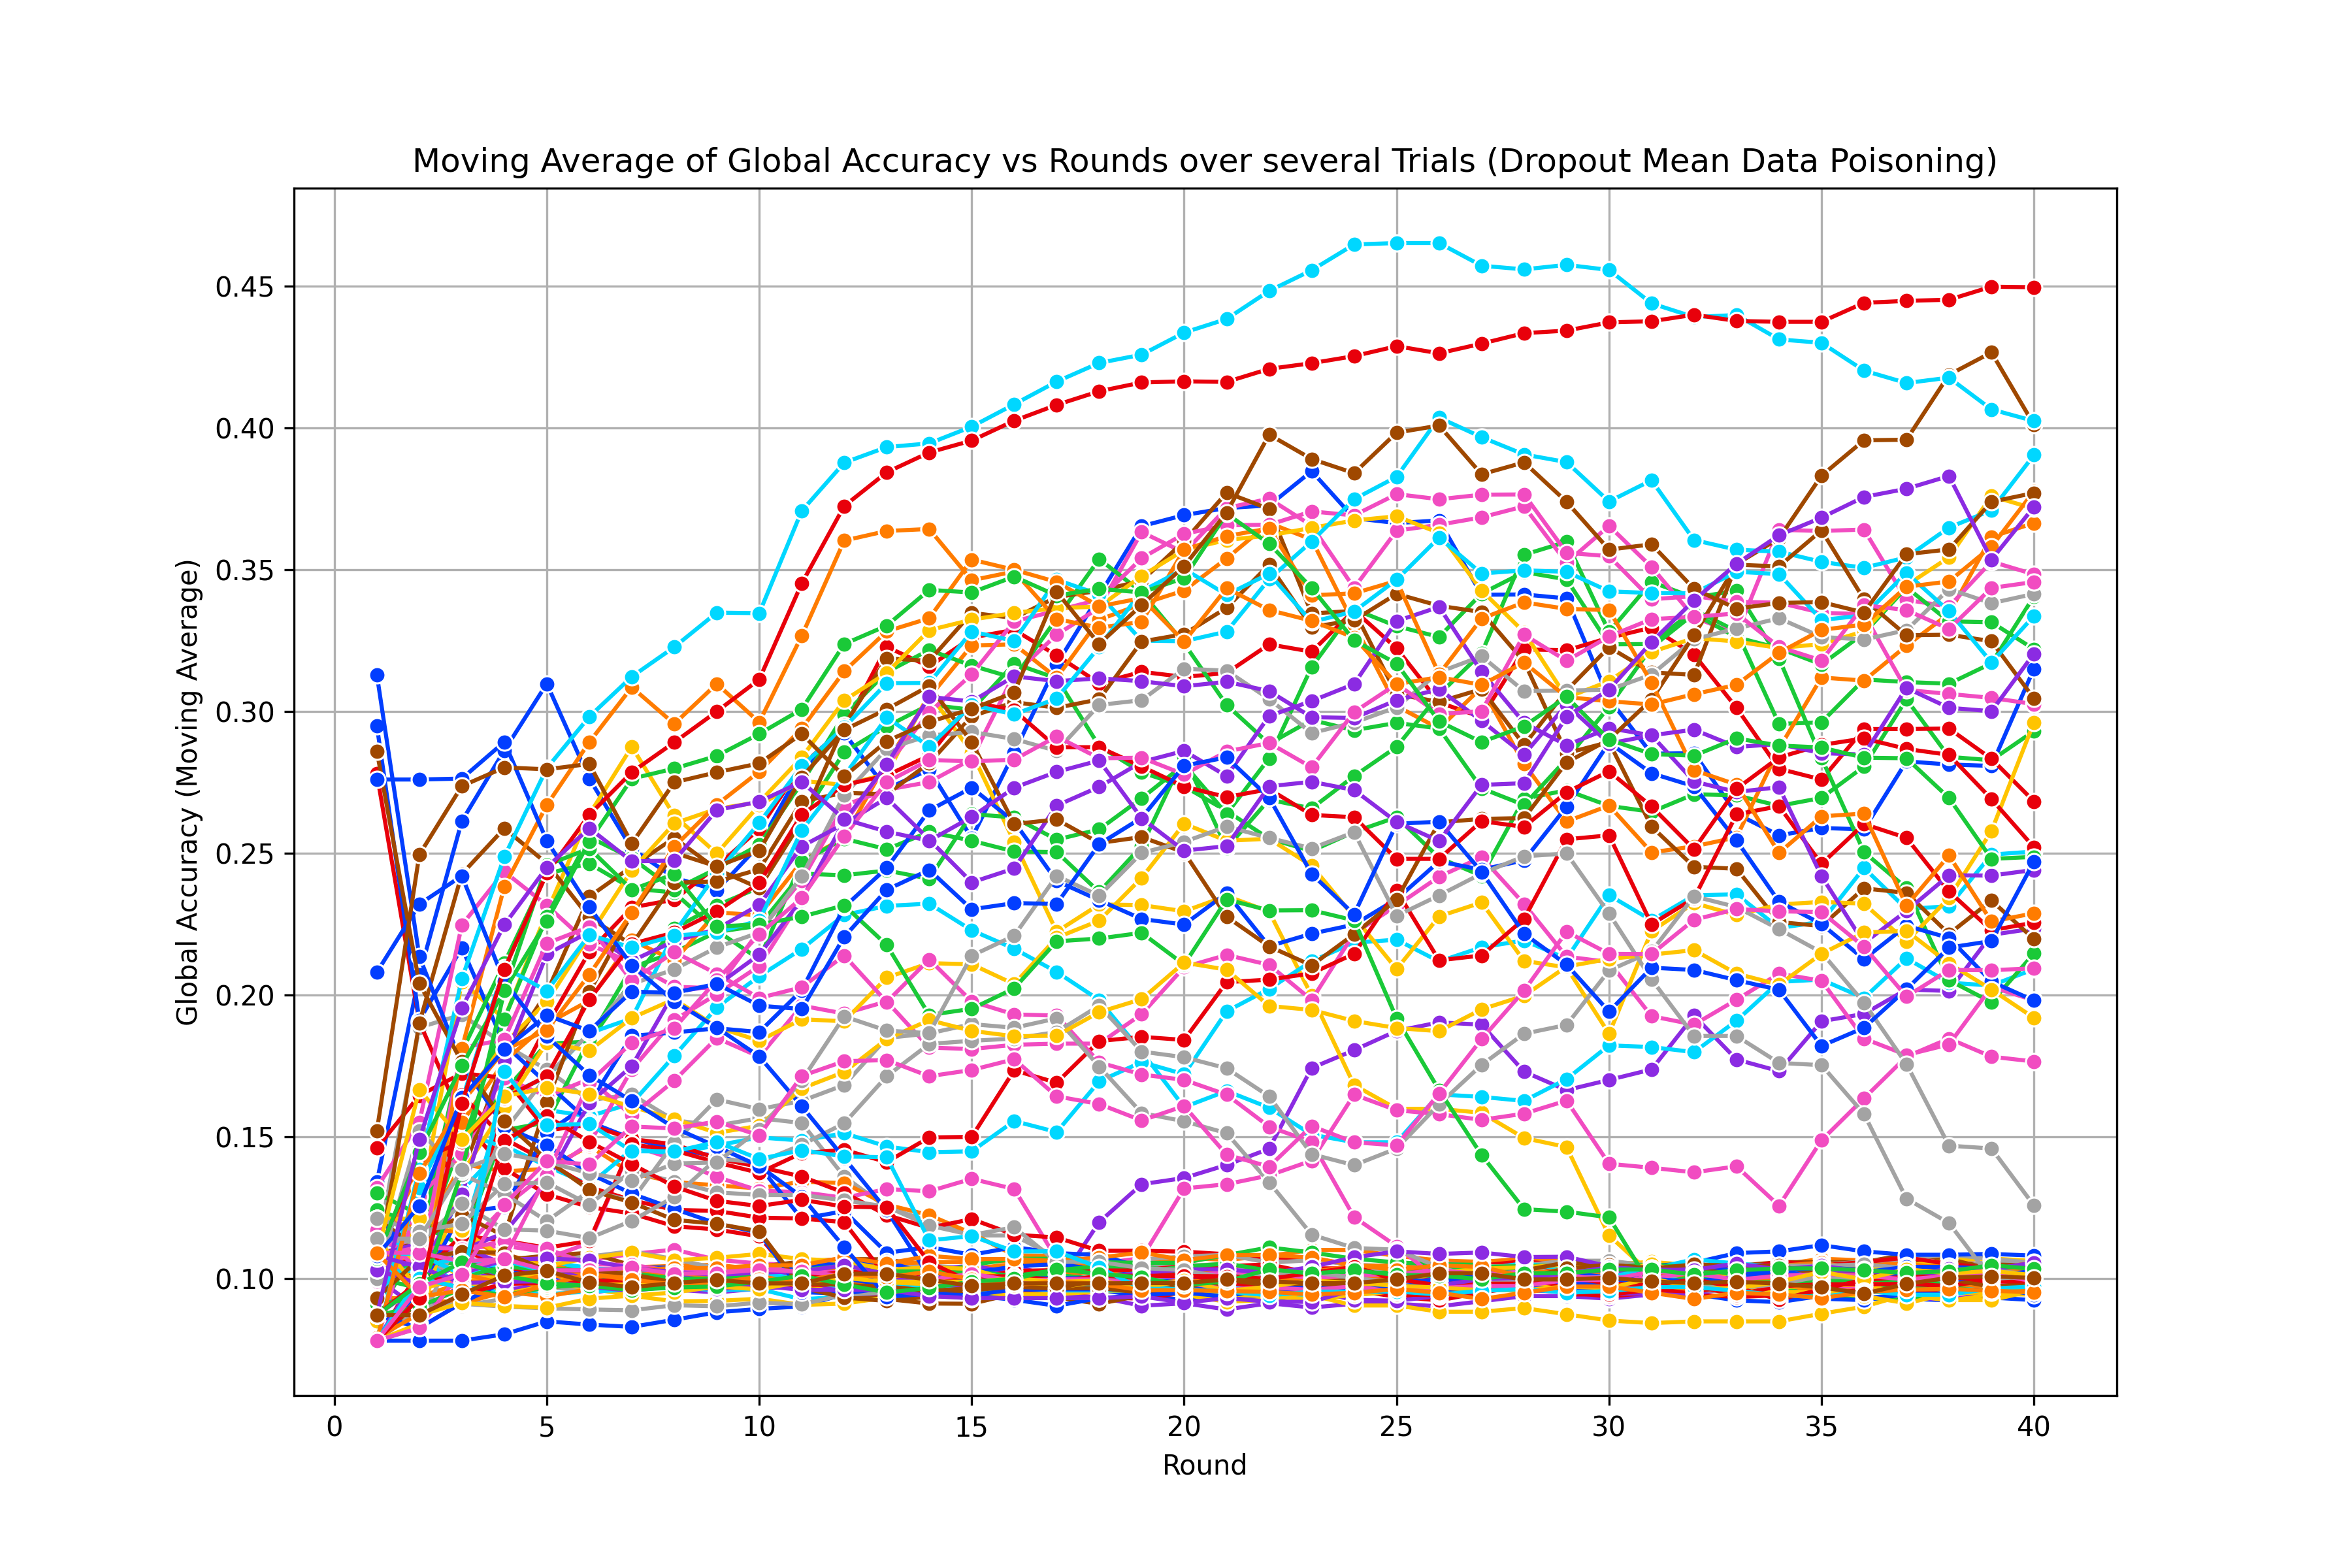 Moving Average of Global Accuracy vs Rounds over several Trials (Dropout Mean Data Poisoning)
Global Accuracy (Moving Average)
0.45
0.40
0.35
0.30
0.25
0.20
0.15
0.10
0 5 10 15 20 25 30 35 40
Round